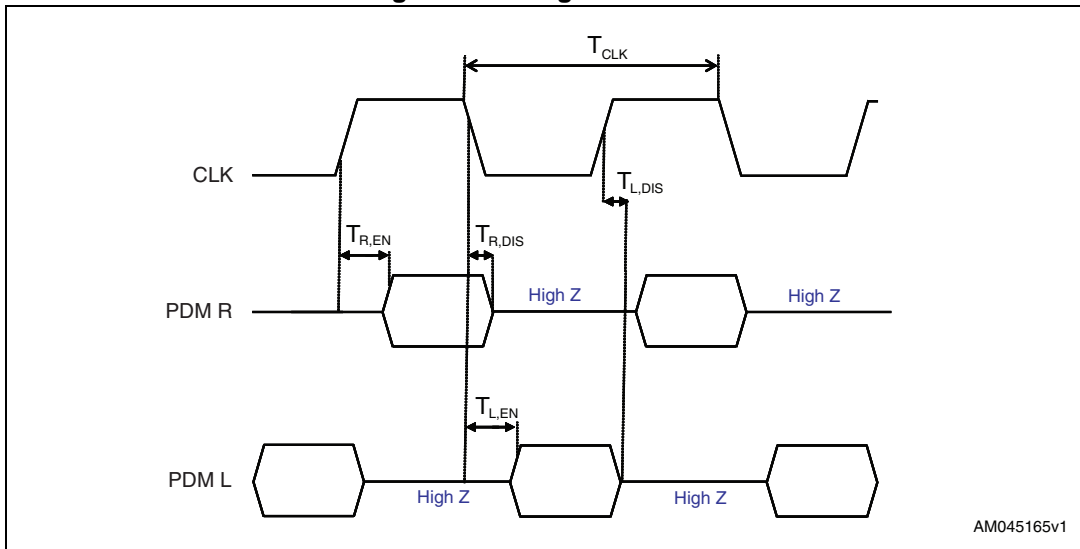 T_CLK
CLK
T_L,DIS
T_R,EN
T_R,DIS
PDM R
High Z
High Z
T_L,EN
PDM L
High Z
High Z
AM045165v1